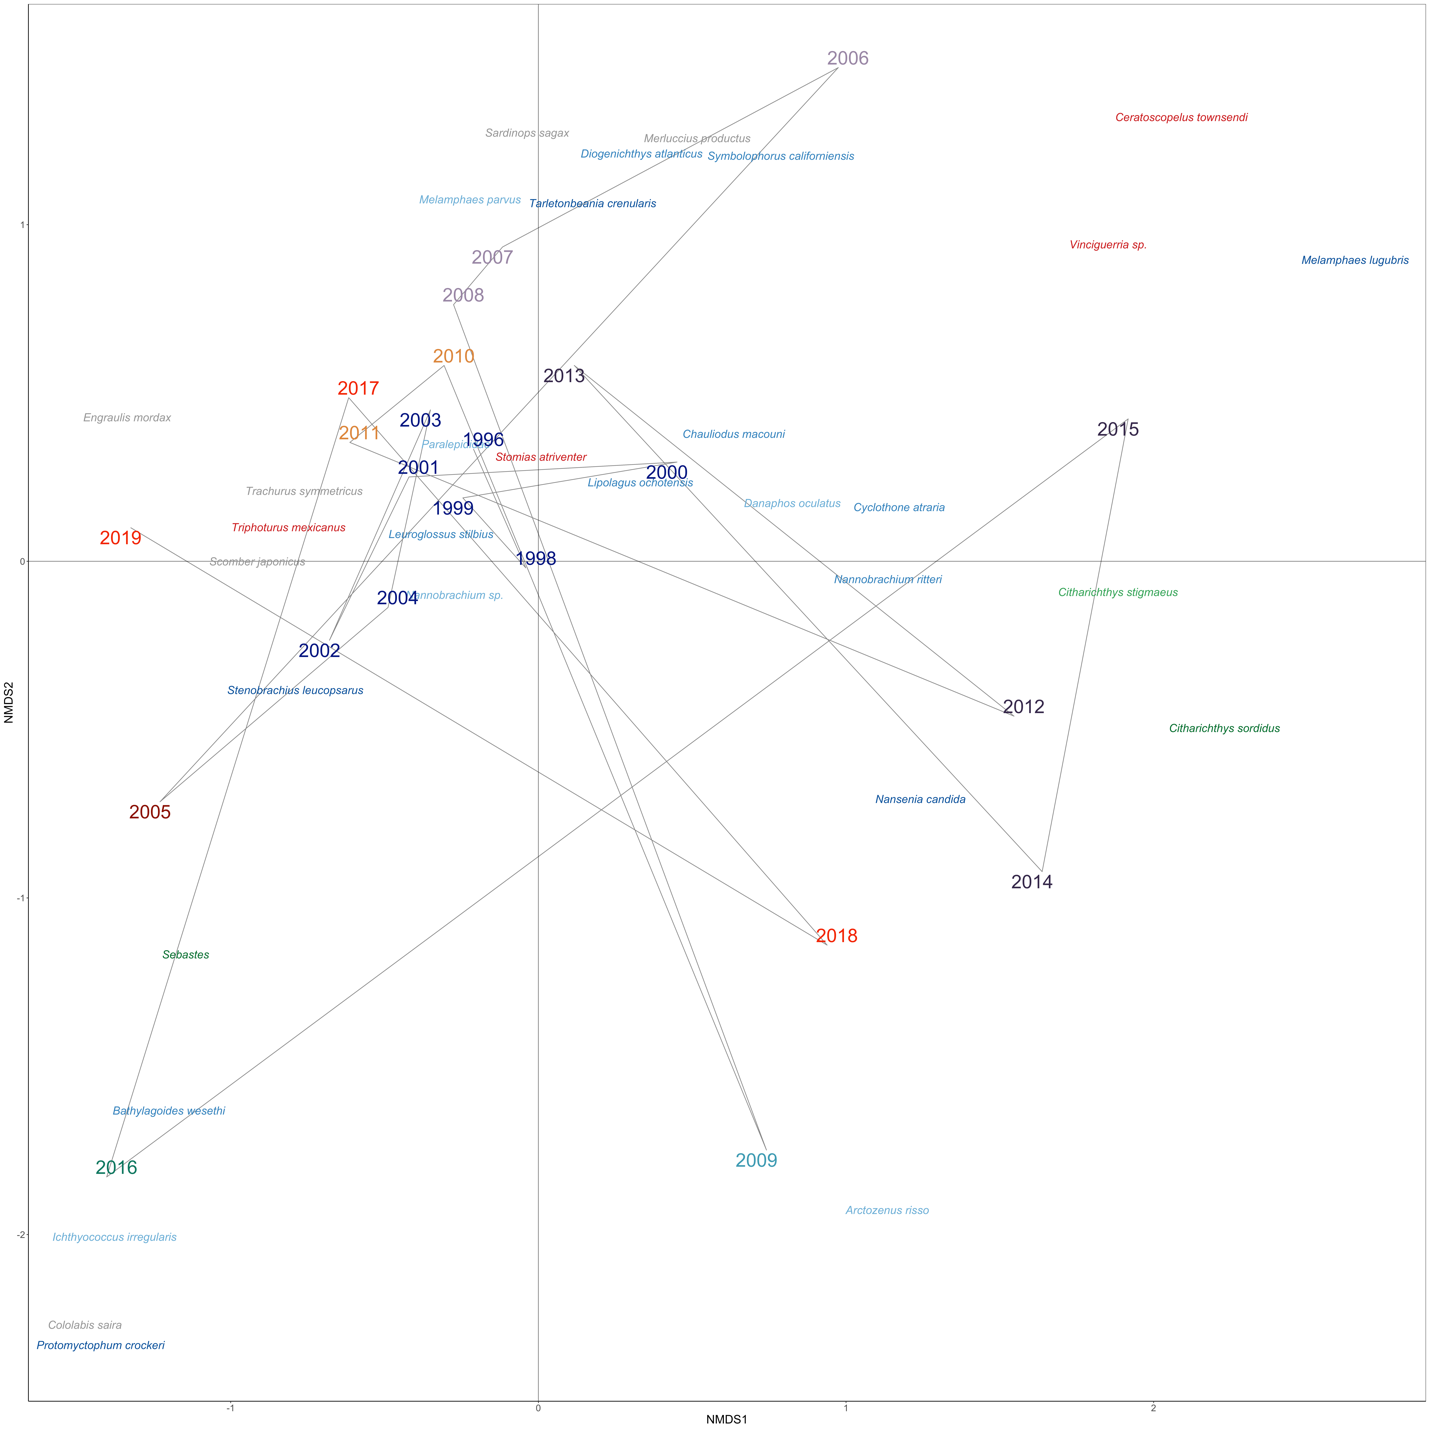 2006
Ceratoscopelus townsendi
Sardinops sagax
Merluccius productus
Diogenichthys atlanticus
Symbolophorus californiensis
Melamphaes parvus
Tarletonbeania crenularis
1
Vinciguerria sp.
2007
Melamphaes lugubris
2008
2010
2013
2017
Engraulis mordax
2003
2015
2011
Chauliodus macouni
1996
Paralepididae
Stomias atriventer
2001
2000
Lipolagus ochotensis
Trachurus symmetricus
Danaphos oculatus
1999
Cyclothone atraria
Triphoturus mexicanus
Leuroglossus stilbius
2019
1998
0
Scomber japonicus
Nannobrachium ritteri
Citharichthys stigmaeus
2004
Nannobrachium sp.
2002
Stenobrachius leucopsarus
NMDS2
2012
Citharichthys sordidus
Nansenia candida
2005
2014
-1
2018
Sebastes
Bathylagoides wesethi
2009
2016
Arctozenus risso
-2
Ichthyococcus irregularis
Cololabis saira
Protomyctophum crockeri
-1
0
1
2
NMDS1